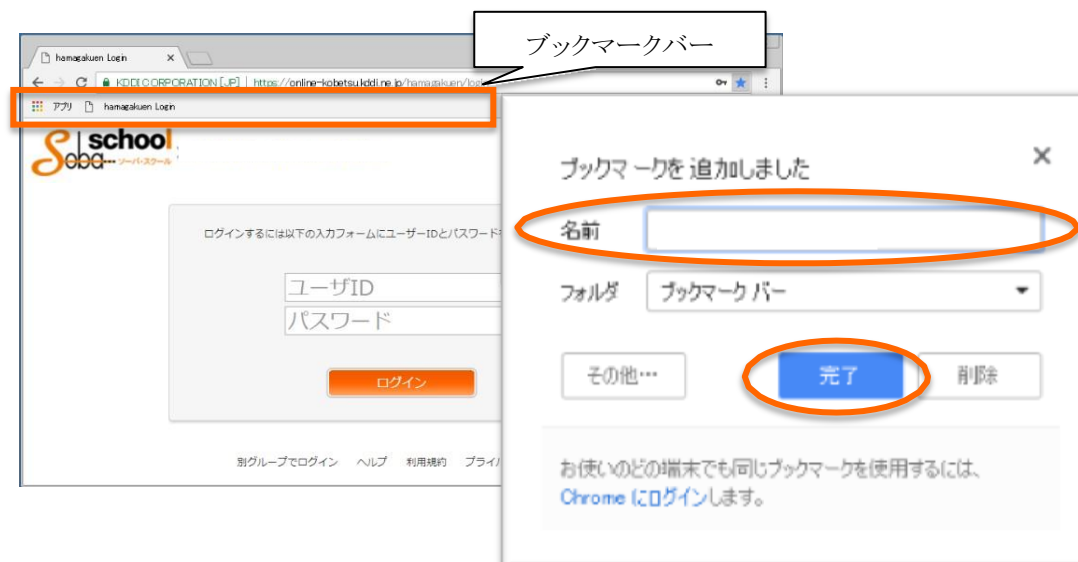 ブックマークバー
hamagakuen Login
KDDI CORPORATION [JP] | https://online-kobetsu.kddi.ne.jp/hamagakuen/log
アプリ hamagakuen Login
Soba school
ソーバ・スクール
ログインするには以下の入力フォームにユーザーIDとパスワード
ユーザID
パスワード
ログイン
別グループでログイン ヘルプ 利用規約 プライ
ブックマークを追加しました
名前
フォルダ ブックマーク バー
その他… 完了 削除
お使いのどの端末でも同じブックマークを使用するには、
Chrome にログインします。